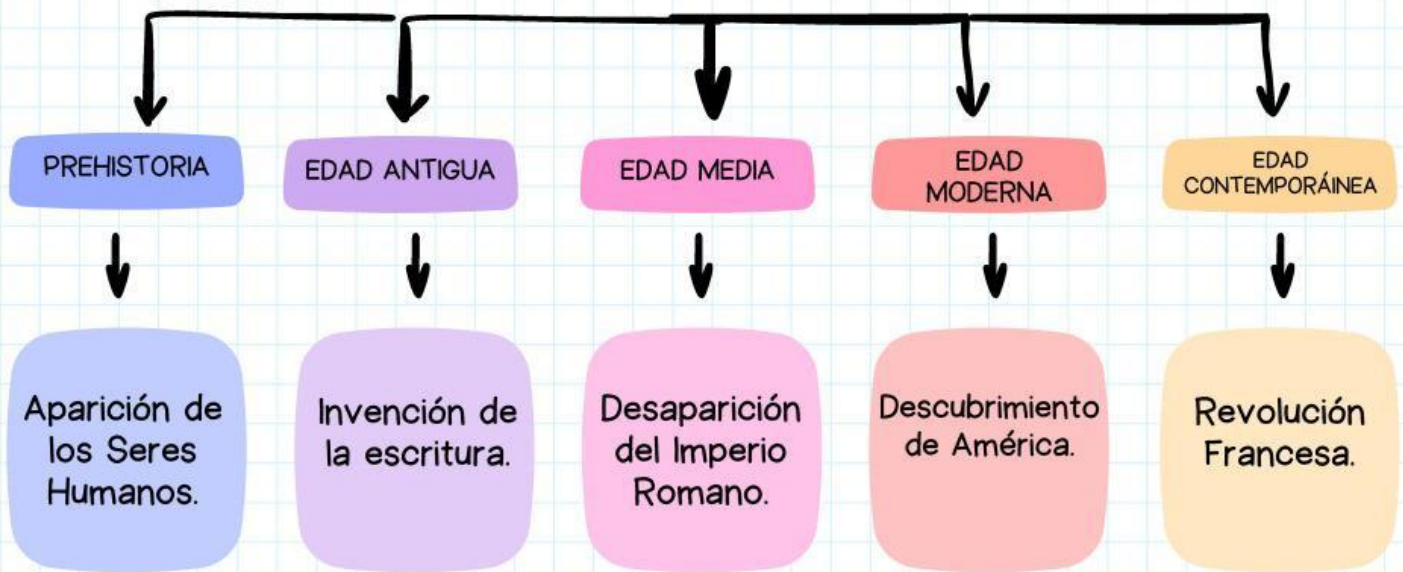 PREHISTORIA
EDAD ANTIGUA
EDAD MEDIA
EDAD
MODERNA
EDAD
CONTEMPORÁINEA
Aparición de
los Seres
Humanos.
Invención de
la escritura.
Desaparición
del Imperio
Romano.
Descubrimiento
de América.
Revolución
Francesa.